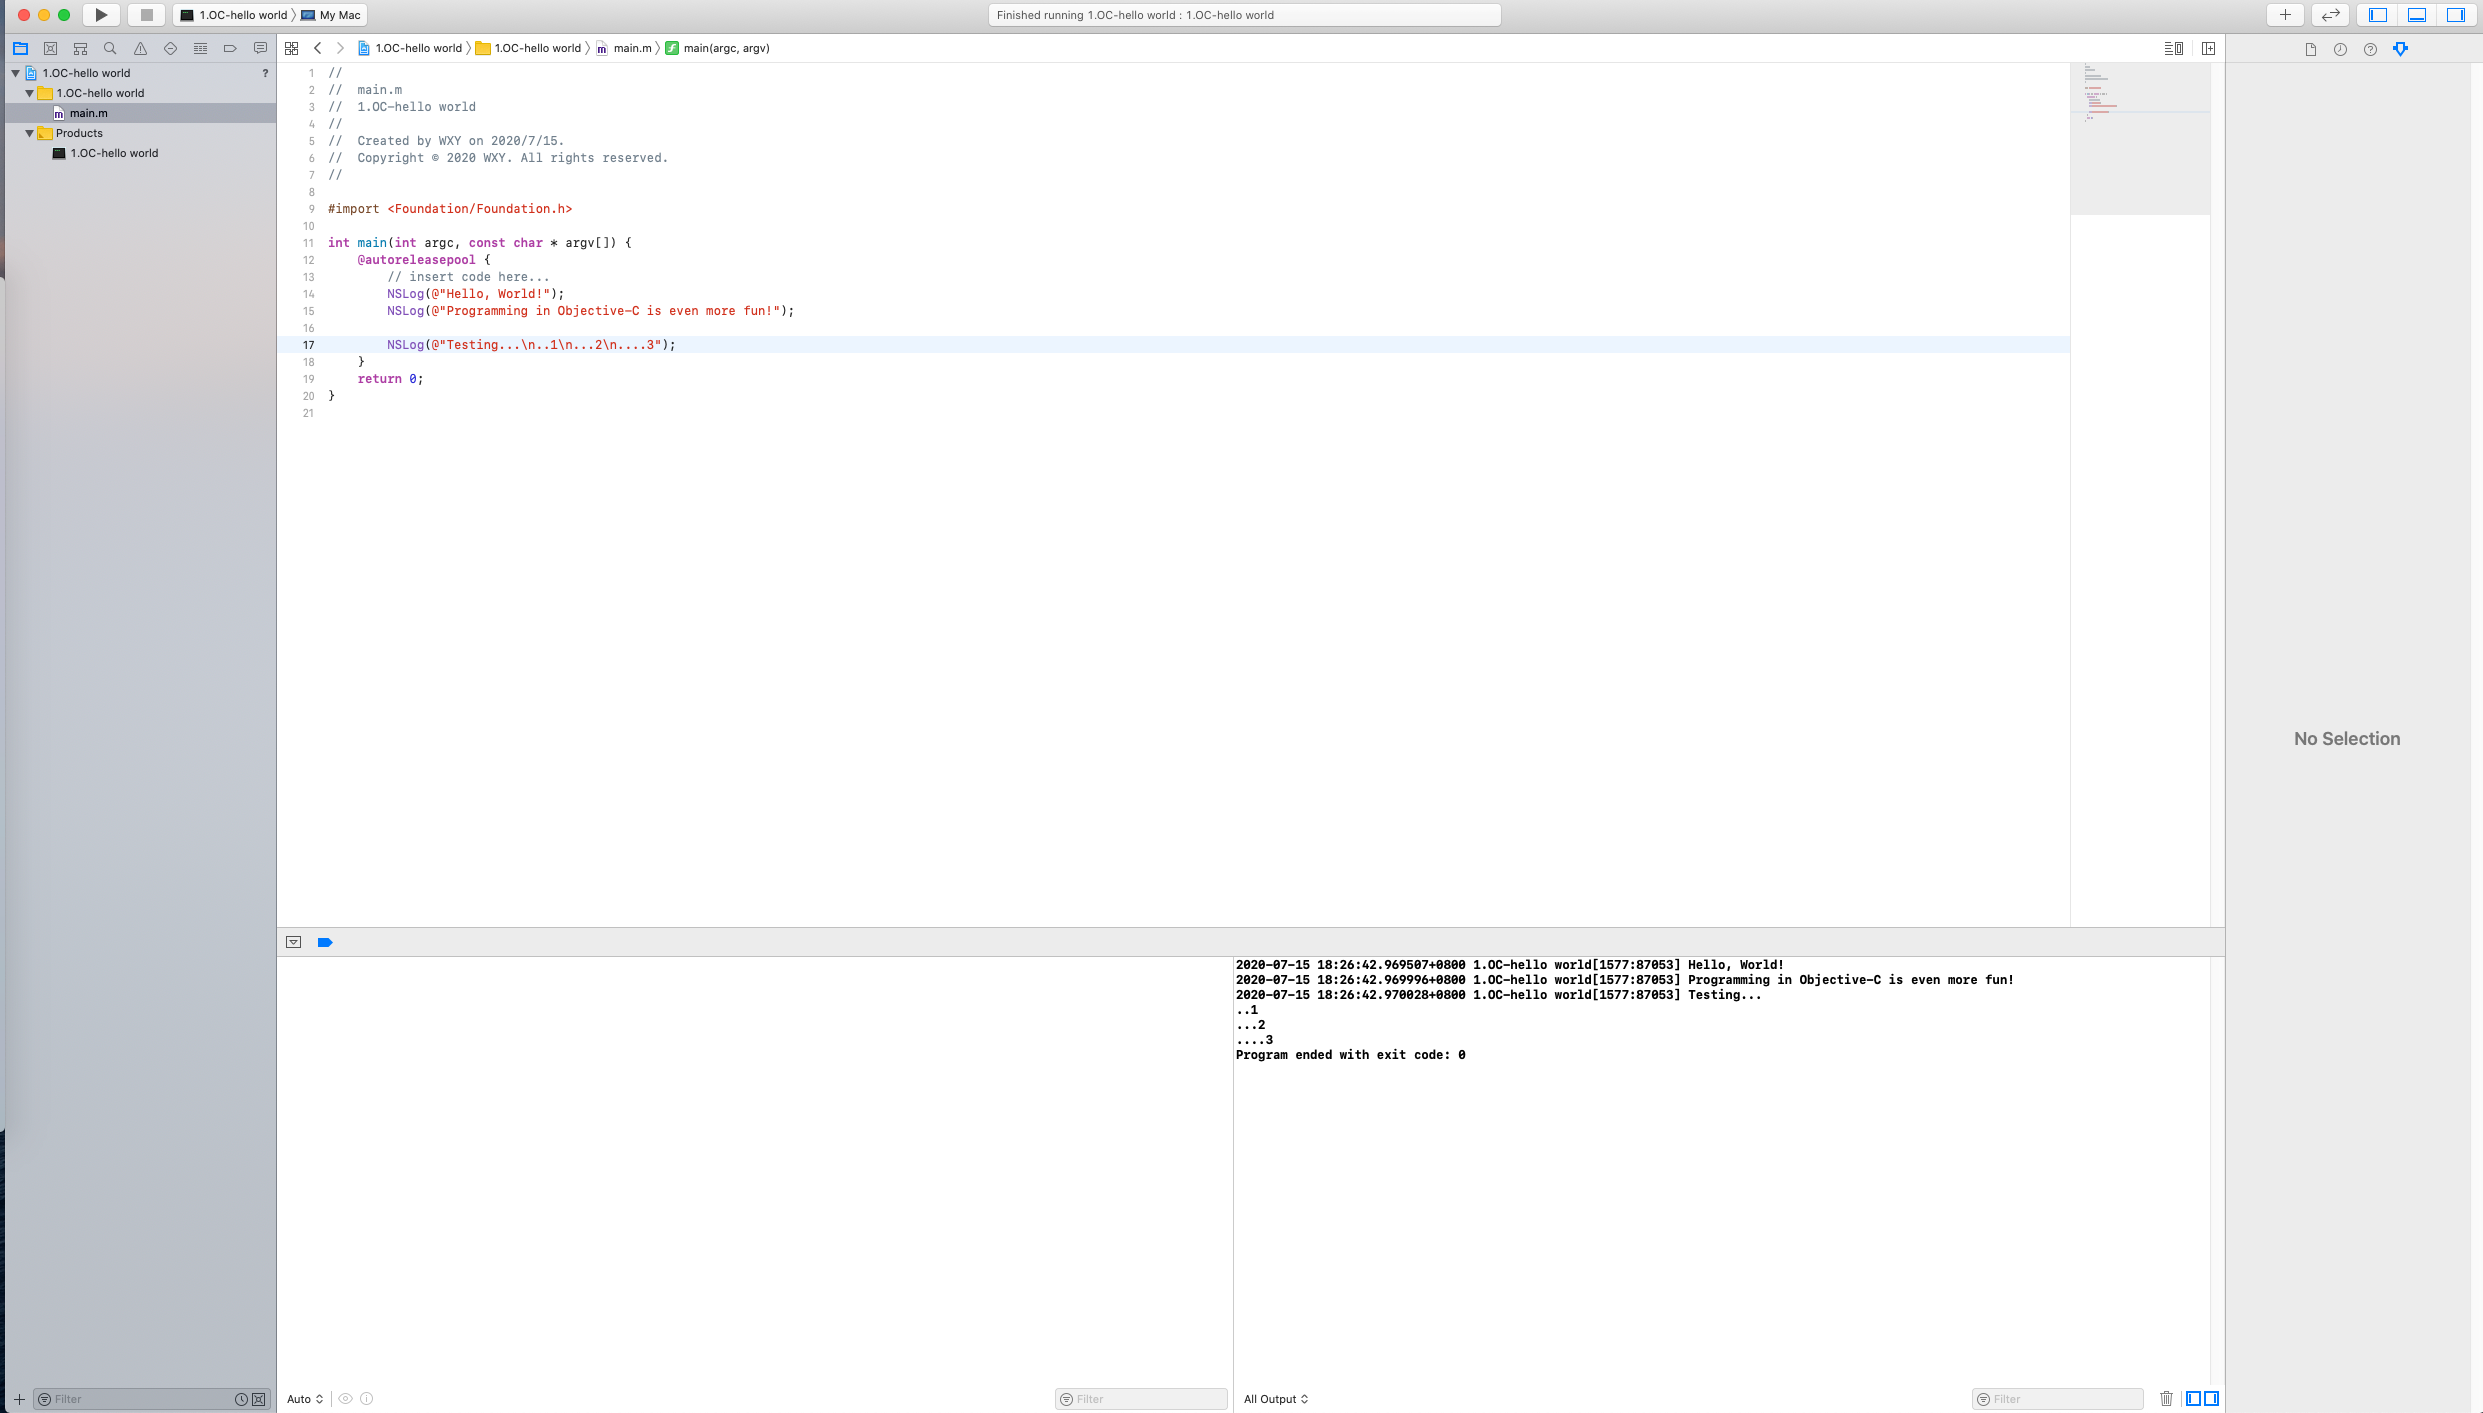 1.OC-hello world 〉 My Mac
Finished running 1.OC-hello world : 1.OC-hello world
1.OC-hello world 〉 1.OC-hello world 〉 main.m 〉 main(argc, argv)
1.OC-hello world ?
1.OC-hello world
main.m
Products
1.OC-hello world
1 //
2 //  main.m
3 //  1.OC-hello world
4 //
5 //  Created by WXY on 2020/7/15.
6 //  Copyright © 2020 WXY. All rights reserved.
7 //
8
9 #import <Foundation/Foundation.h>
10
11 int main(int argc, const char * argv[]) {
12     @autoreleasepool {
13         // insert code here...
14         NSLog(@"Hello, World!");
15         NSLog(@"Programming in Objective-C is even more fun!");
16
17         NSLog(@"Testing...\n..1\n...2\n....3");
18     }
19     return 0;
20 }
21
No Selection
2020-07-15 18:26:42.969507+0800 1.OC-hello world[1577:87053] Hello, World!
2020-07-15 18:26:42.969996+0800 1.OC-hello world[1577:87053] Programming in Objective-C is even more fun!
2020-07-15 18:26:42.970028+0800 1.OC-hello world[1577:87053] Testing...
..1
...2
....3
Program ended with exit code: 0
Filter
Auto
Filter
All Output
Filter